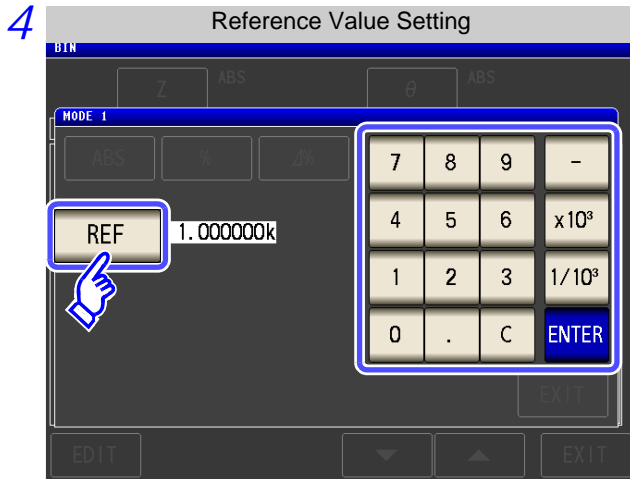 4
Reference Value Setting
BIN
Z ABS θ ABS
MODE 1
ABS % Δ%
7 8 9 −
REF 1.000000k
4 5 6 x10³
1 2 3 1/10³
0 . C ENTER
EXIT
EDIT EXIT